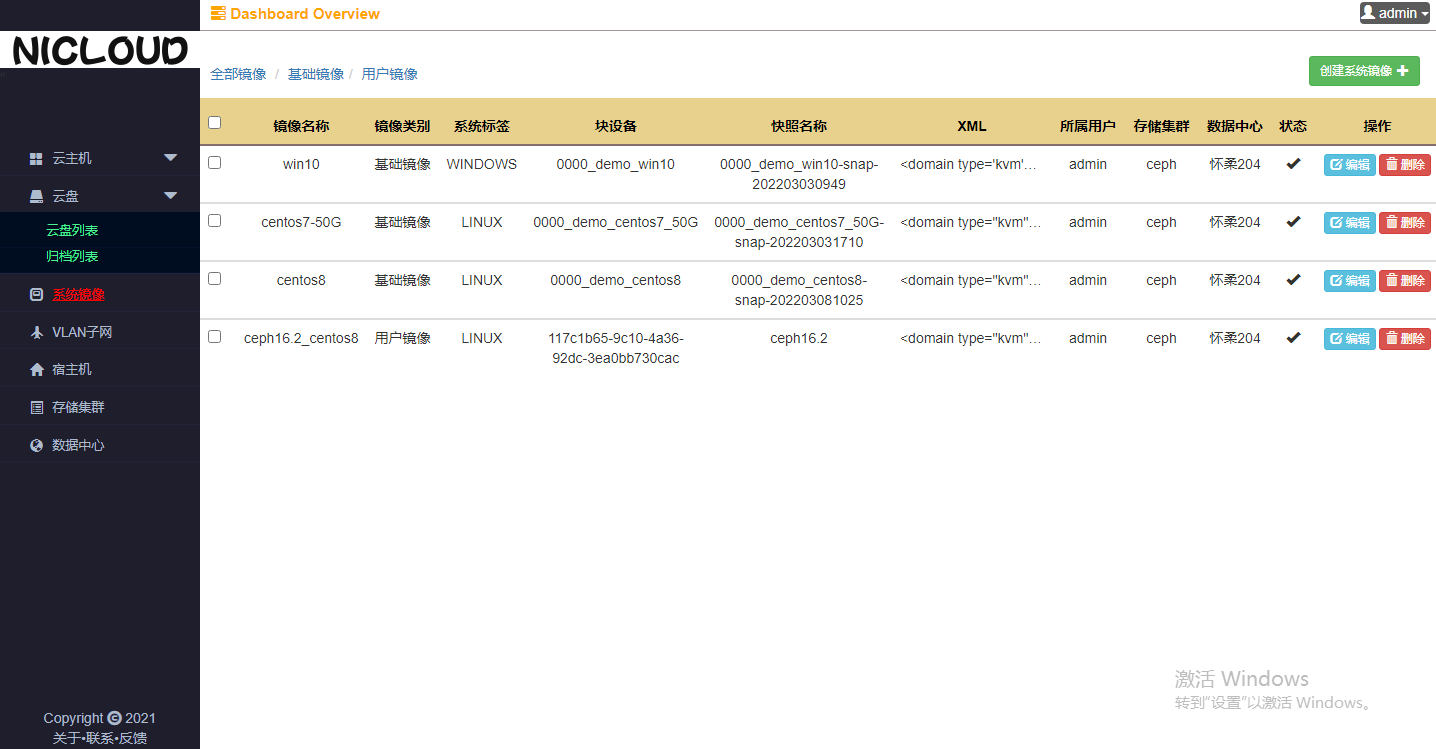 Dashboard Overview
admin
NICLOUD
全部镜像 / 基础镜像 / 用户镜像
创建系统镜像
镜像名称 镜像类别 系统标签 块设备 快照名称 XML 所属用户 存储集群 数据中心 状态 操作
win10 基础镜像 WINDOWS 0000_demo_win10 0000_demo_win10-snap- <domain type='kvm'... admin ceph 怀柔204 编辑 删除
202203030949
centos7-50G 基础镜像 LINUX 0000_demo_centos7_50G 0000_demo_centos7_50G- <domain type="kvm"... admin ceph 怀柔204 编辑 删除
snap-202203031710
centos8 基础镜像 LINUX 0000_demo_centos8 0000_demo_centos8- <domain type="kvm"... admin ceph 怀柔204 编辑 删除
snap-202203081025
ceph16.2_centos8 用户镜像 LINUX 117c1b65-9c10-4a36- ceph16.2 <domain type="kvm"... admin ceph 怀柔204 编辑 删除
92dc-3ea0bb730cac
云主机
云盘
云盘列表
归档列表
系统镜像
VLAN子网
宿主机
存储集群
数据中心
激活 Windows
转到“设置”以激活 Windows。
Copyright © 2021
关于•联系•反馈